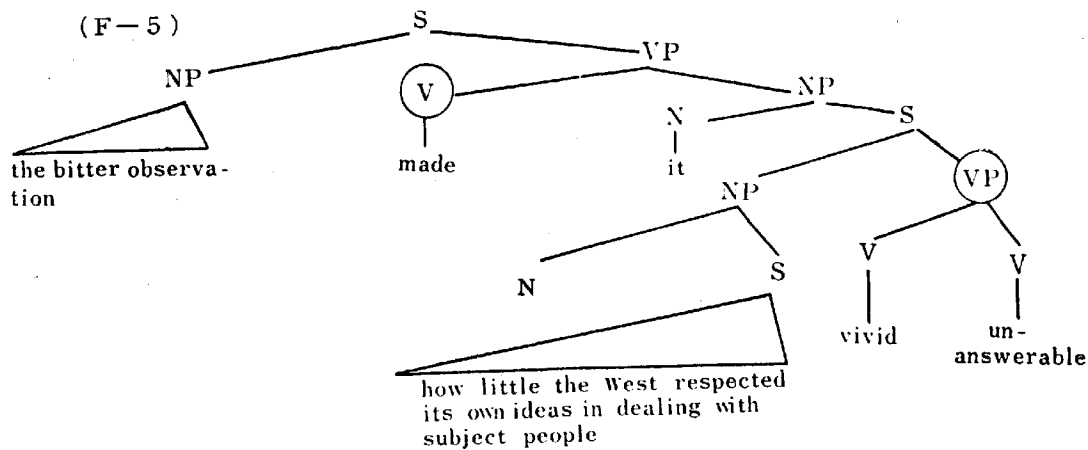 (F-5)
S
NP
VP
V
NP
the bitter observa-
tion
made
N
S
it
NP
VP
N
S
V
V
vivid
un-
answerable
how little the West respected
its own ideas in dealing with
subject people